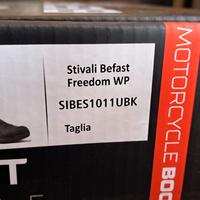 Stivali Befast
Freedom WP
SIBES1011UBK
Taglia
MOTORCYCLE BOO
T